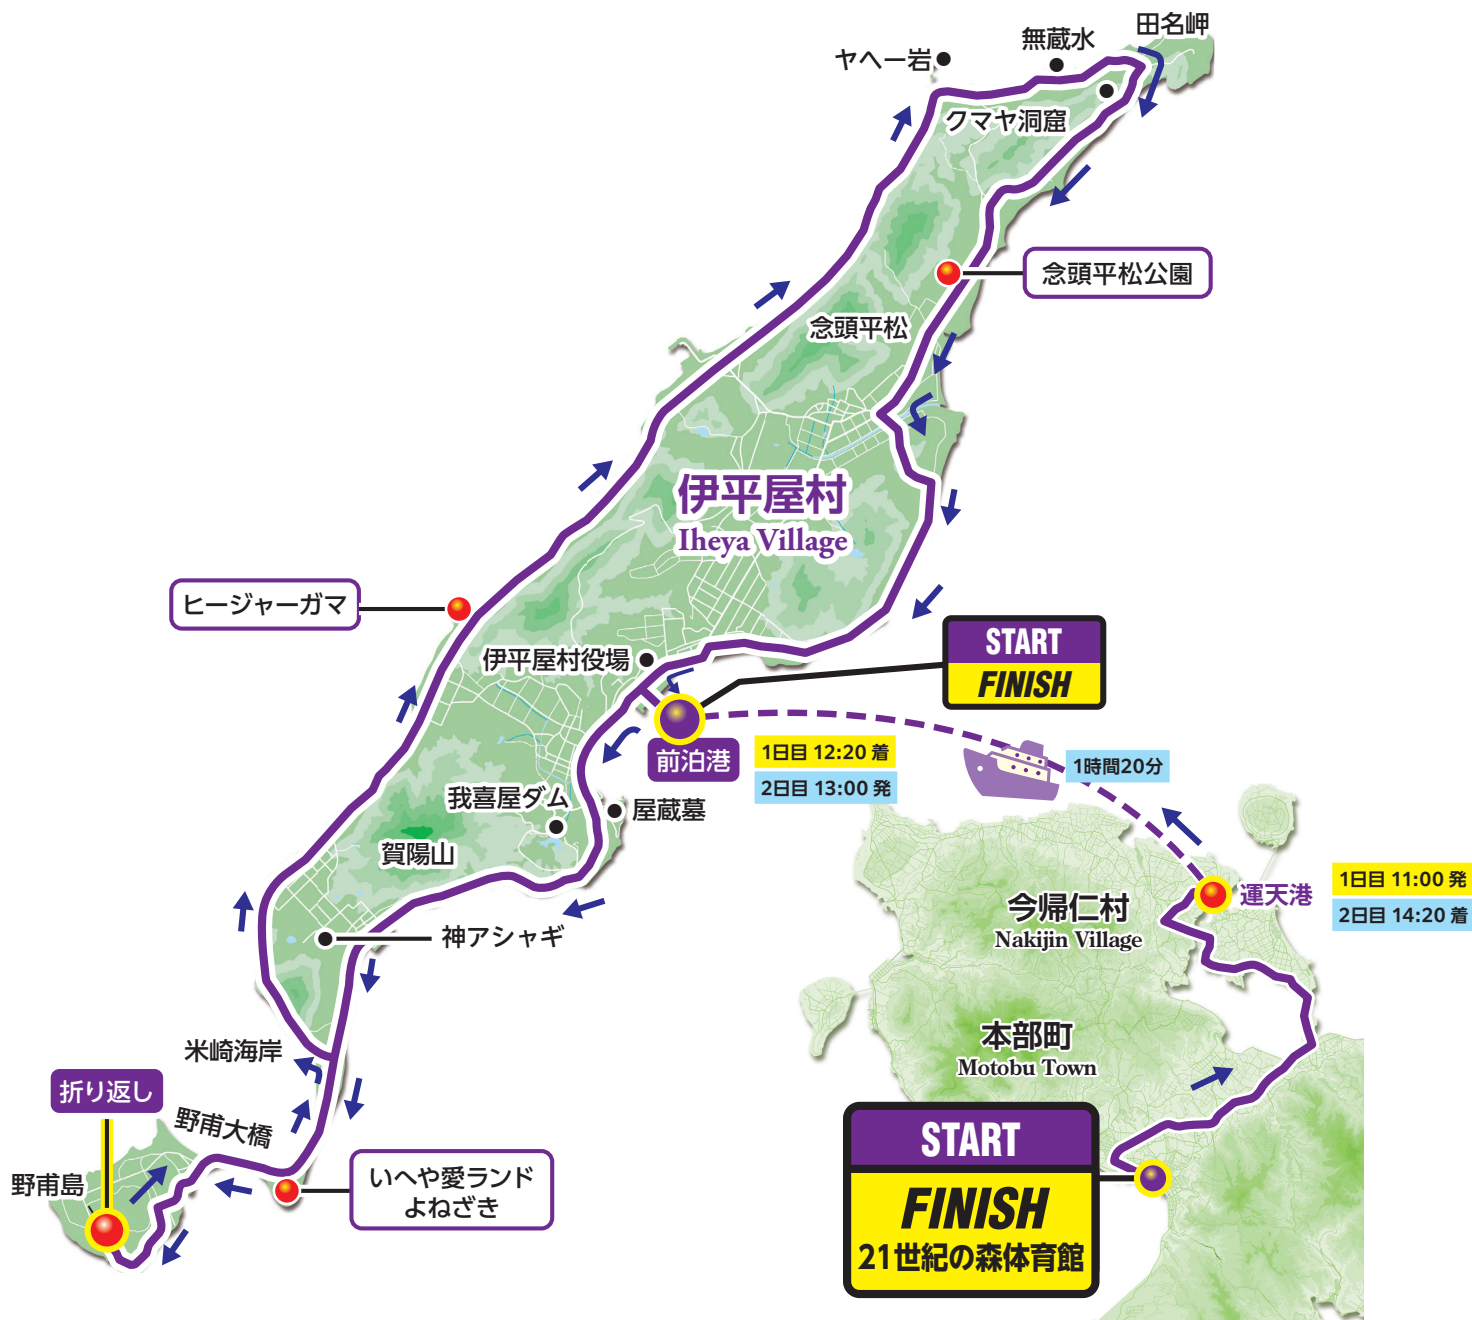 田名岬
無蔵水
ヤヘー岩
クマヤ洞窟
念頭平松公園
念頭平松
伊平屋村
Iheya Village
ヒージャーガマ
伊平屋村役場
START
FINISH
前泊港
1日目 12:20 着
2日目 13:00 発
1時間20分
我喜屋ダム
屋蔵墓
賀陽山
運天港
1日目 11:00 発
2日目 14:20 着
今帰仁村
Nakijin Village
神アシャギ
本部町
Motobu Town
米崎海岸
折り返し
野甫大橋
野甫島
いへや愛ランド
よねざき
START
FINISH
21世紀の森体育館